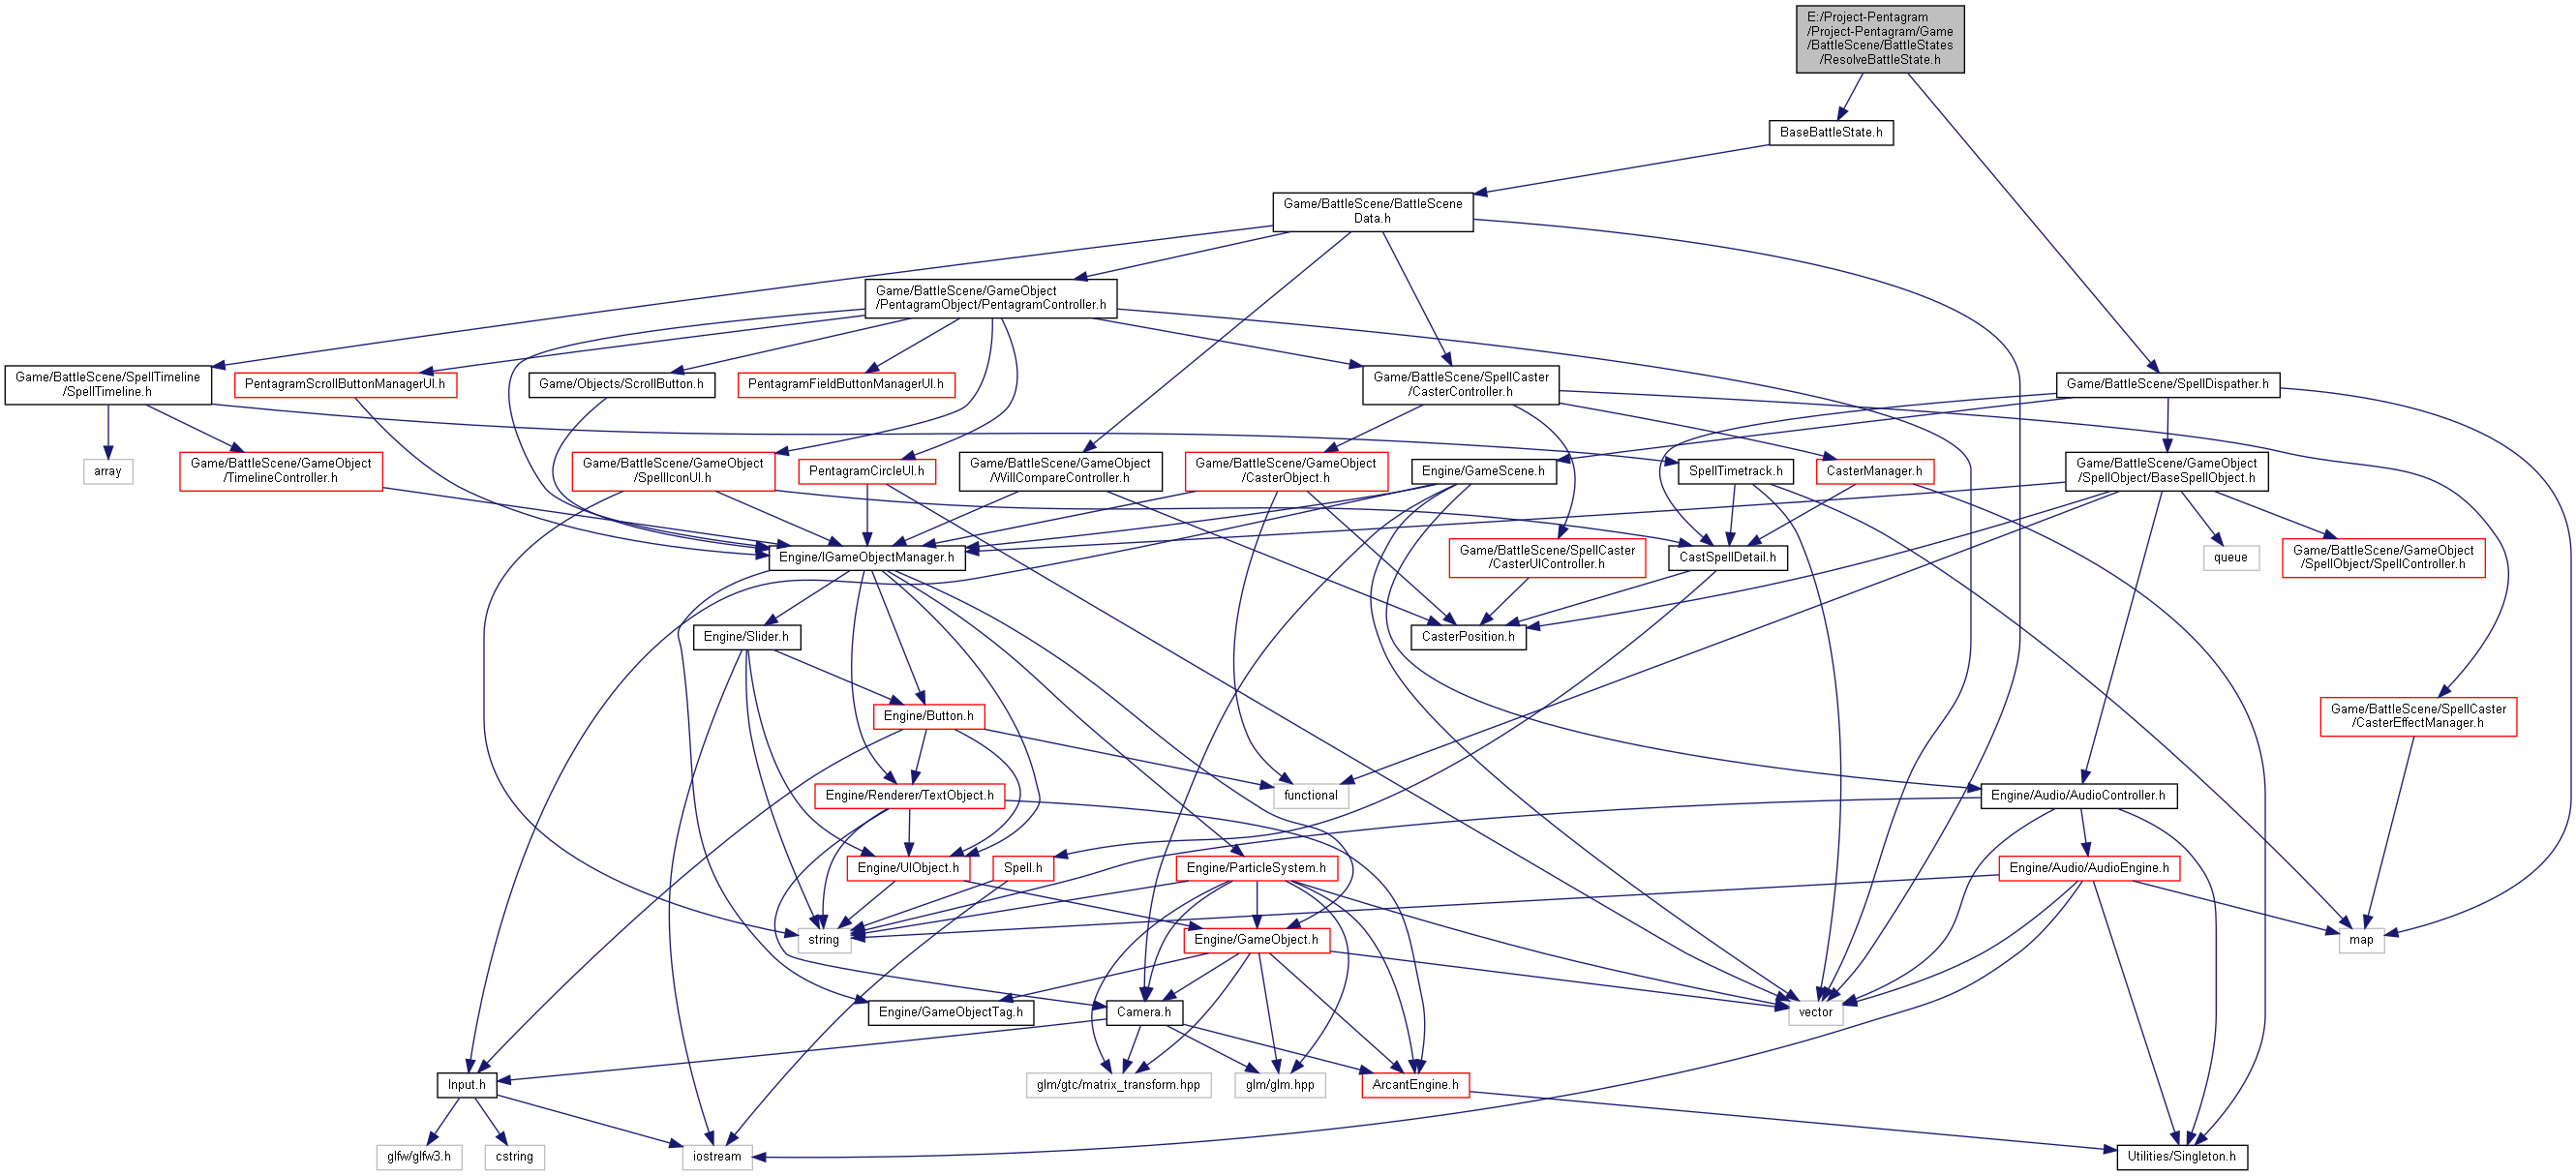 E:/Project-Pentagram
/Project-Pentagram/Game
/BattleScene/BattleStates
/ResolveBattleState.h
BaseBattleState.h
Game/BattleScene/BattleScene
Data.h
Game/BattleScene/GameObject
/PentagramObject/PentagramController.h
Game/BattleScene/SpellTimeline
/SpellTimeline.h
PentagramScrollButtonManagerUI.h
Game/Objects/ScrollButton.h
PentagramFieldButtonManagerUI.h
Game/BattleScene/SpellCaster
/CasterController.h
Game/BattleScene/SpellDispather.h
array
Game/BattleScene/GameObject
/TimelineController.h
Game/BattleScene/GameObject
/SpellIconUI.h
PentagramCircleUI.h
Game/BattleScene/GameObject
/WillCompareController.h
Game/BattleScene/GameObject
/CasterObject.h
Engine/GameScene.h
SpellTimetrack.h
CasterManager.h
Game/BattleScene/GameObject
/SpellObject/BaseSpellObject.h
Engine/IGameObjectManager.h
Game/BattleScene/SpellCaster
/CasterUIController.h
CastSpellDetail.h
queue
Game/BattleScene/GameObject
/SpellObject/SpellController.h
Engine/Slider.h
CasterPosition.h
Engine/Button.h
Game/BattleScene/SpellCaster
/CasterEffectManager.h
Engine/Renderer/TextObject.h
functional
Engine/Audio/AudioController.h
Engine/UIObject.h
Spell.h
Engine/ParticleSystem.h
Engine/Audio/AudioEngine.h
string
Engine/GameObject.h
map
Engine/GameObjectTag.h
Camera.h
vector
Input.h
glm/gtc/matrix_transform.hpp
glm/glm.hpp
ArcantEngine.h
glfw/glfw3.h
cstring
iostream
Utilities/Singleton.h